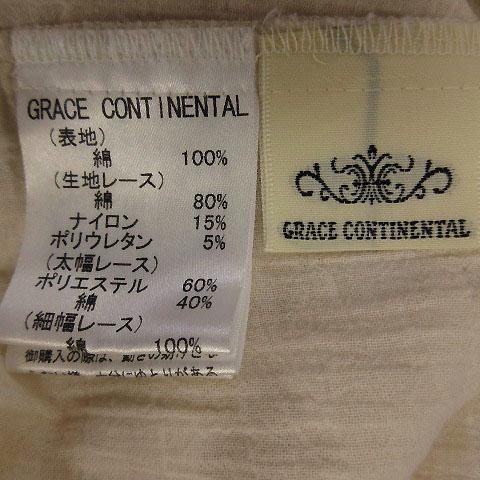 GRACE CONTINENTAL
(表地)
綿 100%
(生地レース)
綿 80%
ナイロン 15%
ポリウレタン 5%
(太幅レース)
ポリエステル 60%
綿 40%
(細幅レース)
綿 100%
御購入の際は、
GRACE CONTINENTAL